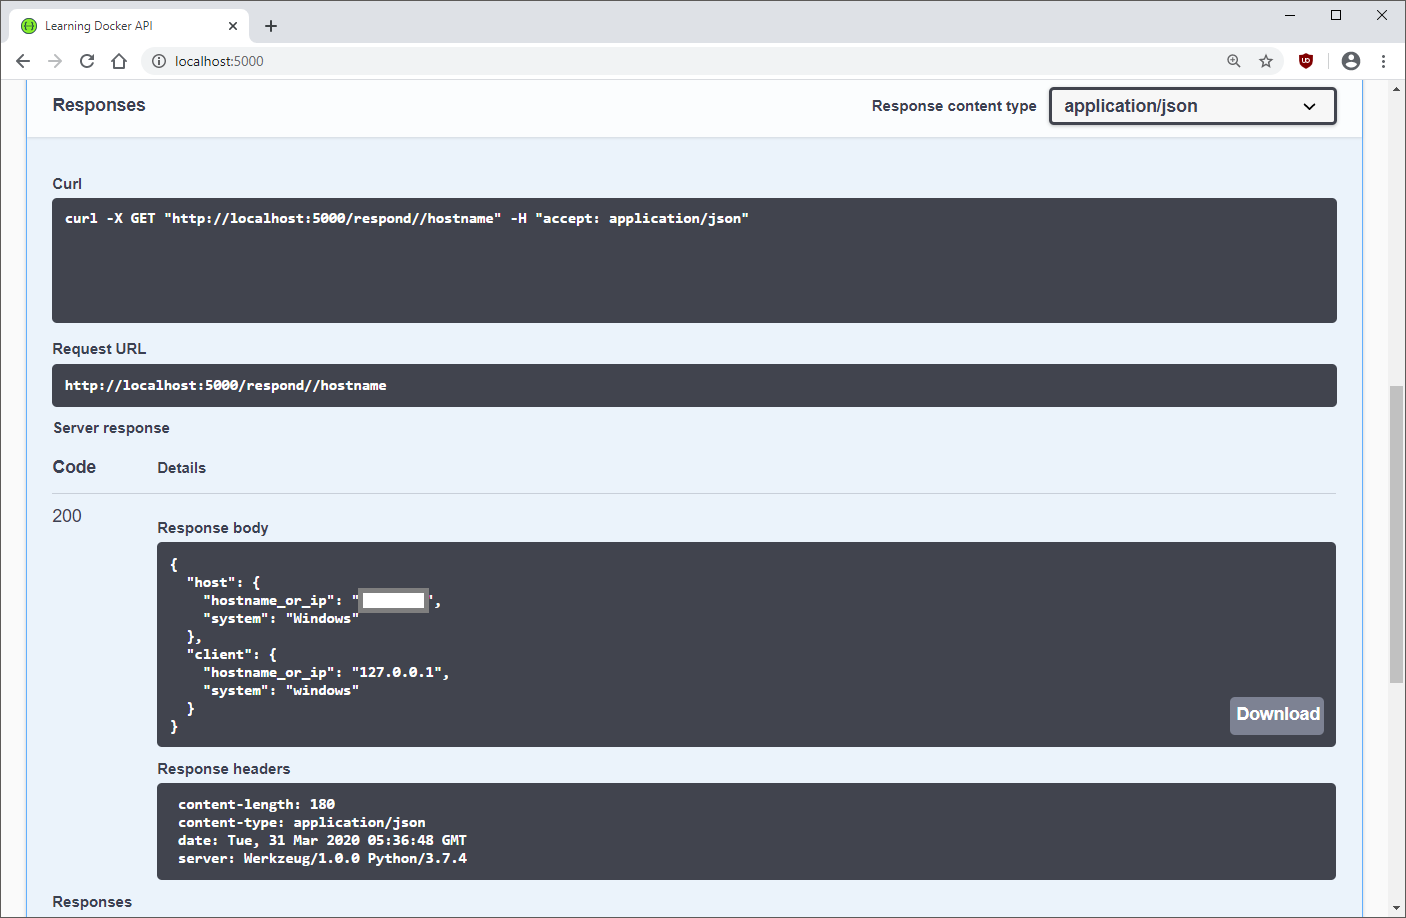 Learning Docker API
localhost:5000
Responses
Response content type
application/json
Curl
curl -X GET "http://localhost:5000/respond//hostname" -H "accept: application/json"
Request URL
http://localhost:5000/respond//hostname
Server response
Code Details
200
Response body
{
  "host": {
    "hostname_or_ip": " ",
    "system": "Windows"
  },
  "client": {
    "hostname_or_ip": "127.0.0.1",
    "system": "windows"
  }
}
Download
Response headers
content-length: 180
content-type: application/json
date: Tue, 31 Mar 2020 05:36:48 GMT
server: Werkzeug/1.0.0 Python/3.7.4
Responses